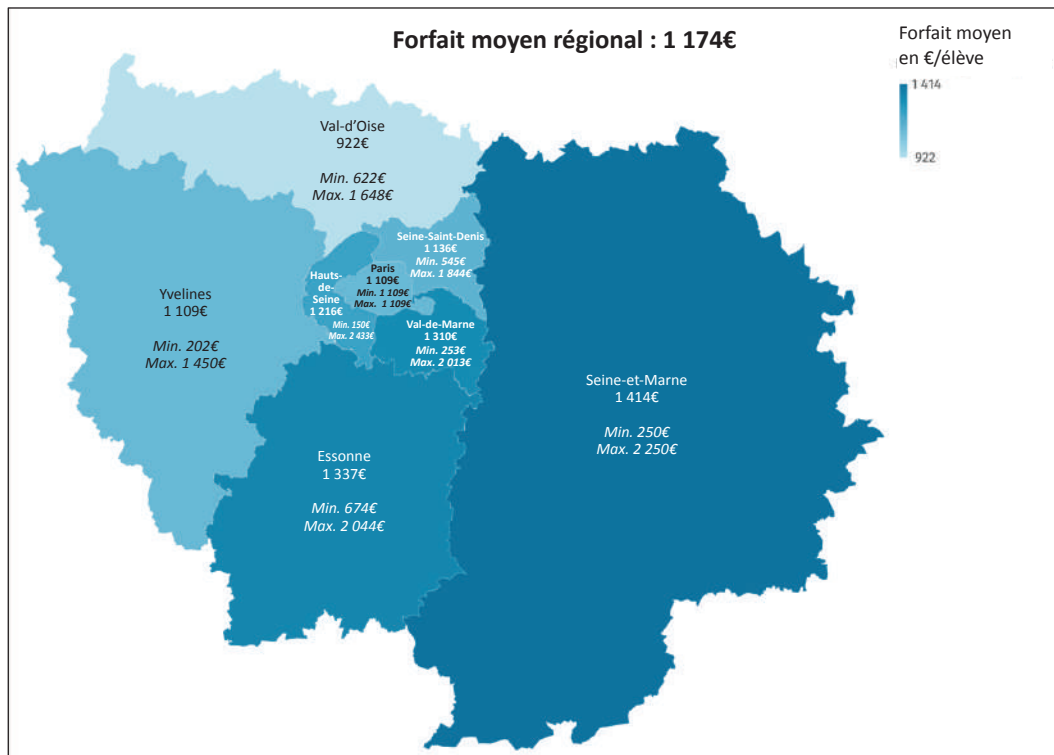 Forfait moyen régional : 1 174€
Forfait moyen
en €/élève
1 414
922
Val-d’Oise
922€
Min. 622€
Max. 1 648€
Seine-Saint-Denis
1 136€
Min. 545€
Max. 1 844€
Paris
1 109€
Min. 1 109€
Max. 1 109€
Hauts-
de-
Seine
1 216€
Min. 150€
Max. 2 433€
Val-de-Marne
1 310€
Min. 253€
Max. 2 013€
Yvelines
1 109€
Min. 202€
Max. 1 450€
Seine-et-Marne
1 414€
Min. 250€
Max. 2 250€
Essonne
1 337€
Min. 674€
Max. 2 044€